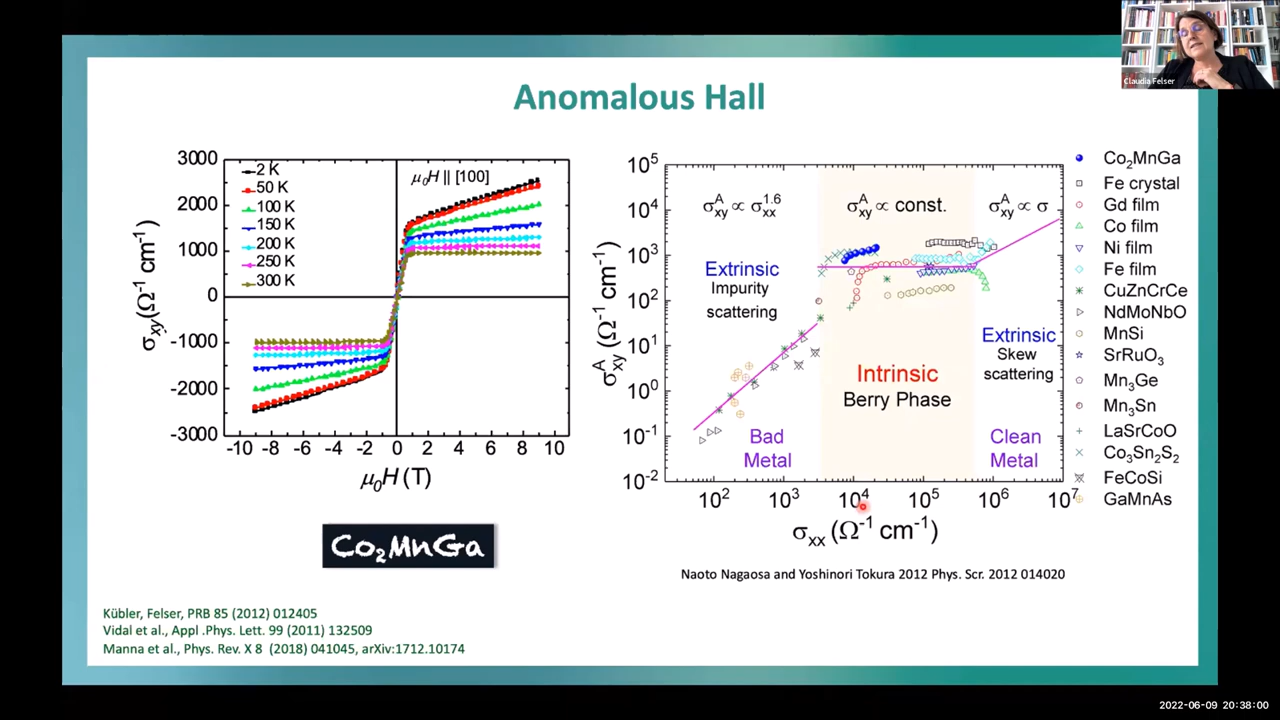 Claudia Felser
Anomalous Hall
3000
2000
1000
0
-1000
-2000
-3000
σxy (Ω-1 cm-1)
2 K
50 K
100 K
150 K
200 K
250 K
300 K
μ0H || [100]
-10 -8 -6 -4 -2 0 2 4 6 8 10
μ0H (T)
Co2MnGa
10^5
10^4
10^3
10^2
10^1
10^0
10^-1
10^-2
σ^A_xy (Ω-1 cm-1)
σ^A_xy ∝ σ^1.6_xx
σ^A_xy ∝ const.
σ^A_xy ∝ σ
Extrinsic
Impurity
scattering
Intrinsic
Berry Phase
Extrinsic
Skew
scattering
Bad
Metal
Clean
Metal
10^2 10^3 10^4 10^5 10^6 10^7
σxx (Ω-1 cm-1)
Co2MnGa
Fe crystal
Gd film
Co film
Ni film
Fe film
CuZnCrCe
NdMoNbO
MnSi
SrRuO3
Mn3Ge
Mn3Sn
LaSrCoO
Co3Sn2S2
FeCoSi
GaMnAs
Naoto Nagaosa and Yoshinori Tokura 2012 Phys. Scr. 2012 014020
Kübler, Felser, PRB 85 (2012) 012405
Vidal et al., Appl .Phys. Lett. 99 (2011) 132509
Manna et al., Phys. Rev. X 8 (2018) 041045, arXiv:1712.10174
2022-06-09 20:38:00